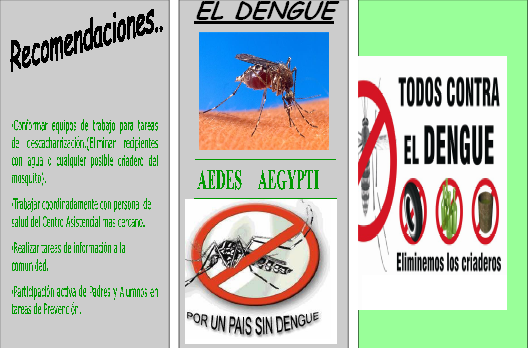 Recomendaciones..
•Conformar equipos de trabajo para tareas
de descacharrización.(Eliminar recipientes
con agua o cualquier posible criadero del
mosquito).
•Trabajar coordinadamente con personal de
salud del Centro Asistencial mas cercano.
•Realizar tareas de información a la
comunidad.
•Participación activa de Padres y Alumnos en
tareas de Prevención.
EL DENGUE
AEDES AEGYPTI
POR UN PAIS SIN DENGUE
TODOS CONTRA
EL DENGUE
Eliminemos los criaderos